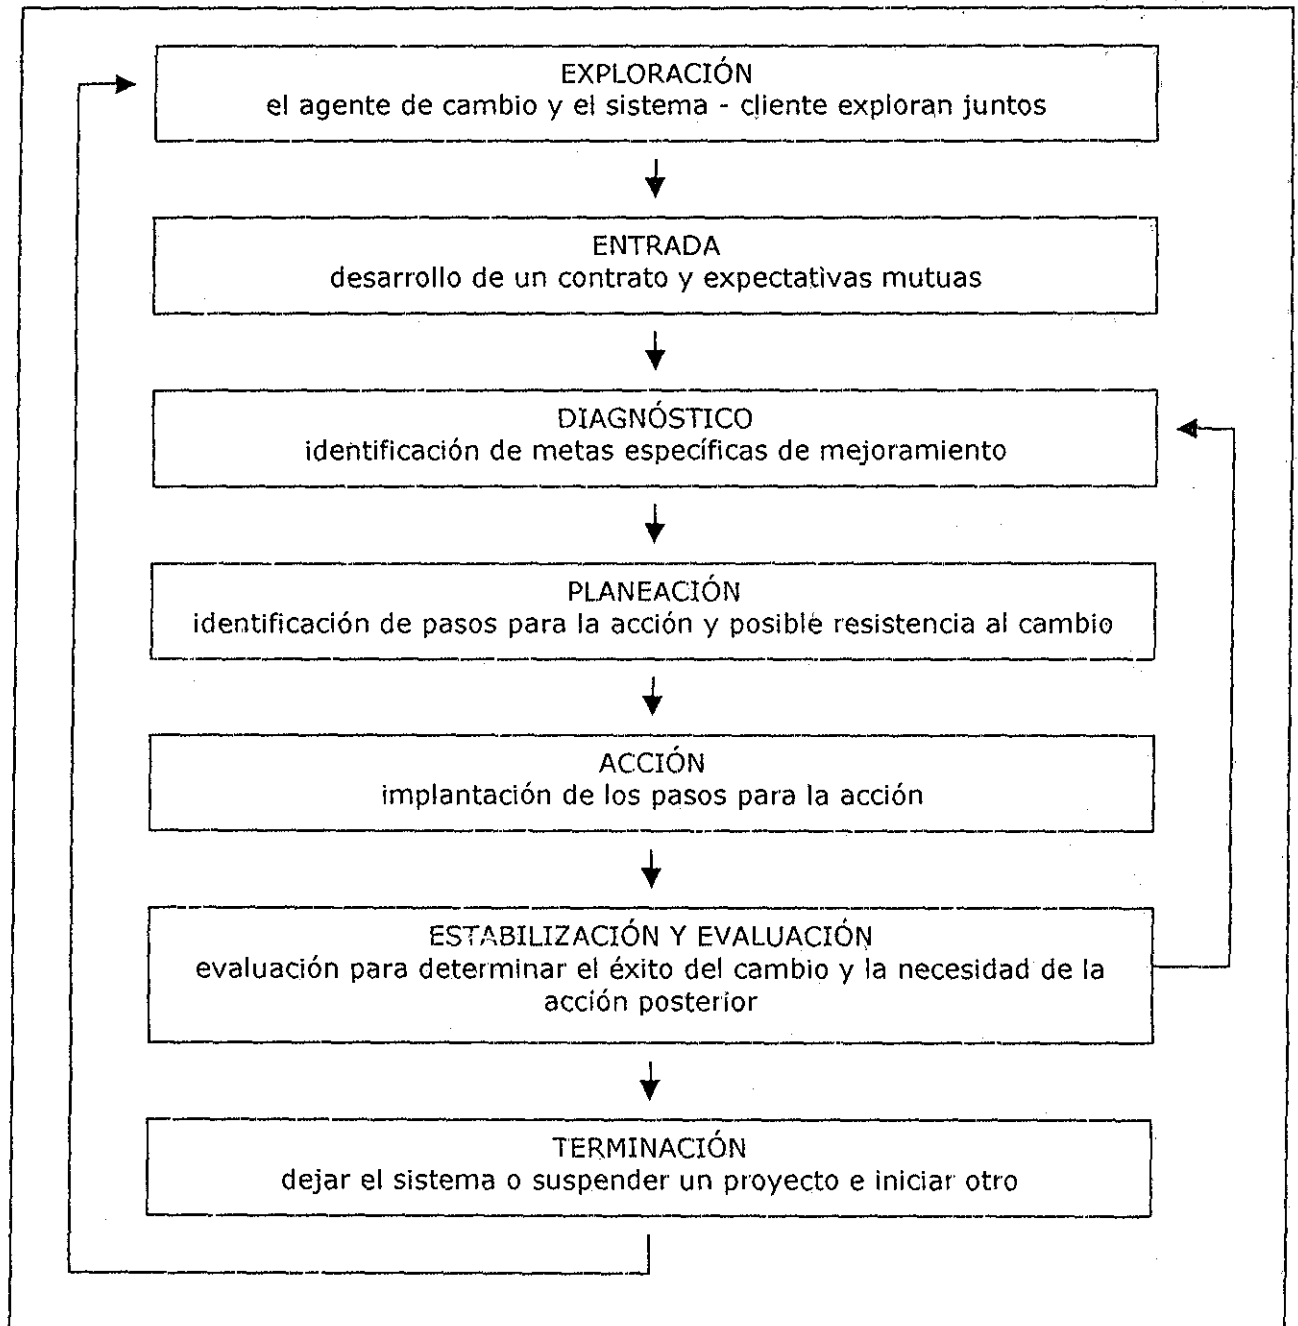 EXPLORACIÓN
el agente de cambio y el sistema - cliente exploran juntos
ENTRADA
desarrollo de un contrato y expectativas mutuas
DIAGNÓSTICO
identificación de metas específicas de mejoramiento
PLANEACIÓN
identificación de pasos para la acción y posible resistencia al cambio
ACCIÓN
implantación de los pasos para la acción
ESTABILIZACIÓN Y EVALUACIÓN
evaluación para determinar el éxito del cambio y la necesidad de la
acción posterior
TERMINACIÓN
dejar el sistema o suspender un proyecto e iniciar otro